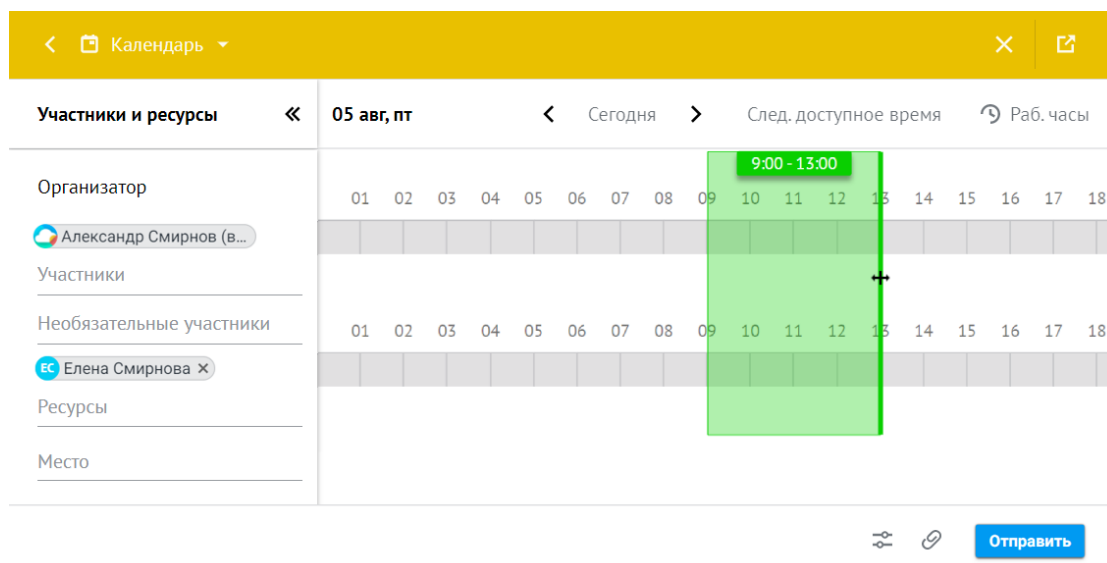 Календарь
Участники и ресурсы
05 авг, пт
Сегодня
След. доступное время
Раб. часы
9:00 - 13:00
Организатор
01 02 03 04 05 06 07 08 09 10 11 12 13 14 15 16 17 18
Александр Смирнов (в...
Участники
Необязательные участники
01 02 03 04 05 06 07 08 09 10 11 12 13 14 15 16 17 18
ЕС Елена Смирнова
Ресурсы
Место
Отправить